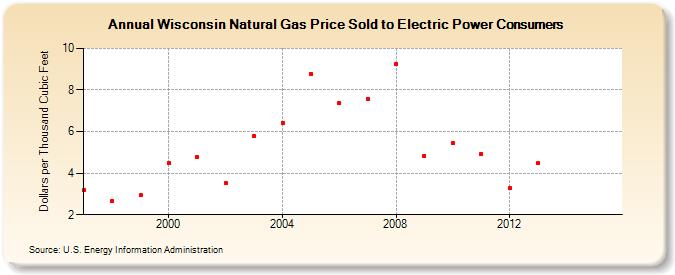 Annual Wisconsin Natural Gas Price Sold to Electric Power Consumers
Dollars per Thousand Cubic Feet
10
8
6
4
2
2000 2004 2008 2012
Source: U.S. Energy Information Administration